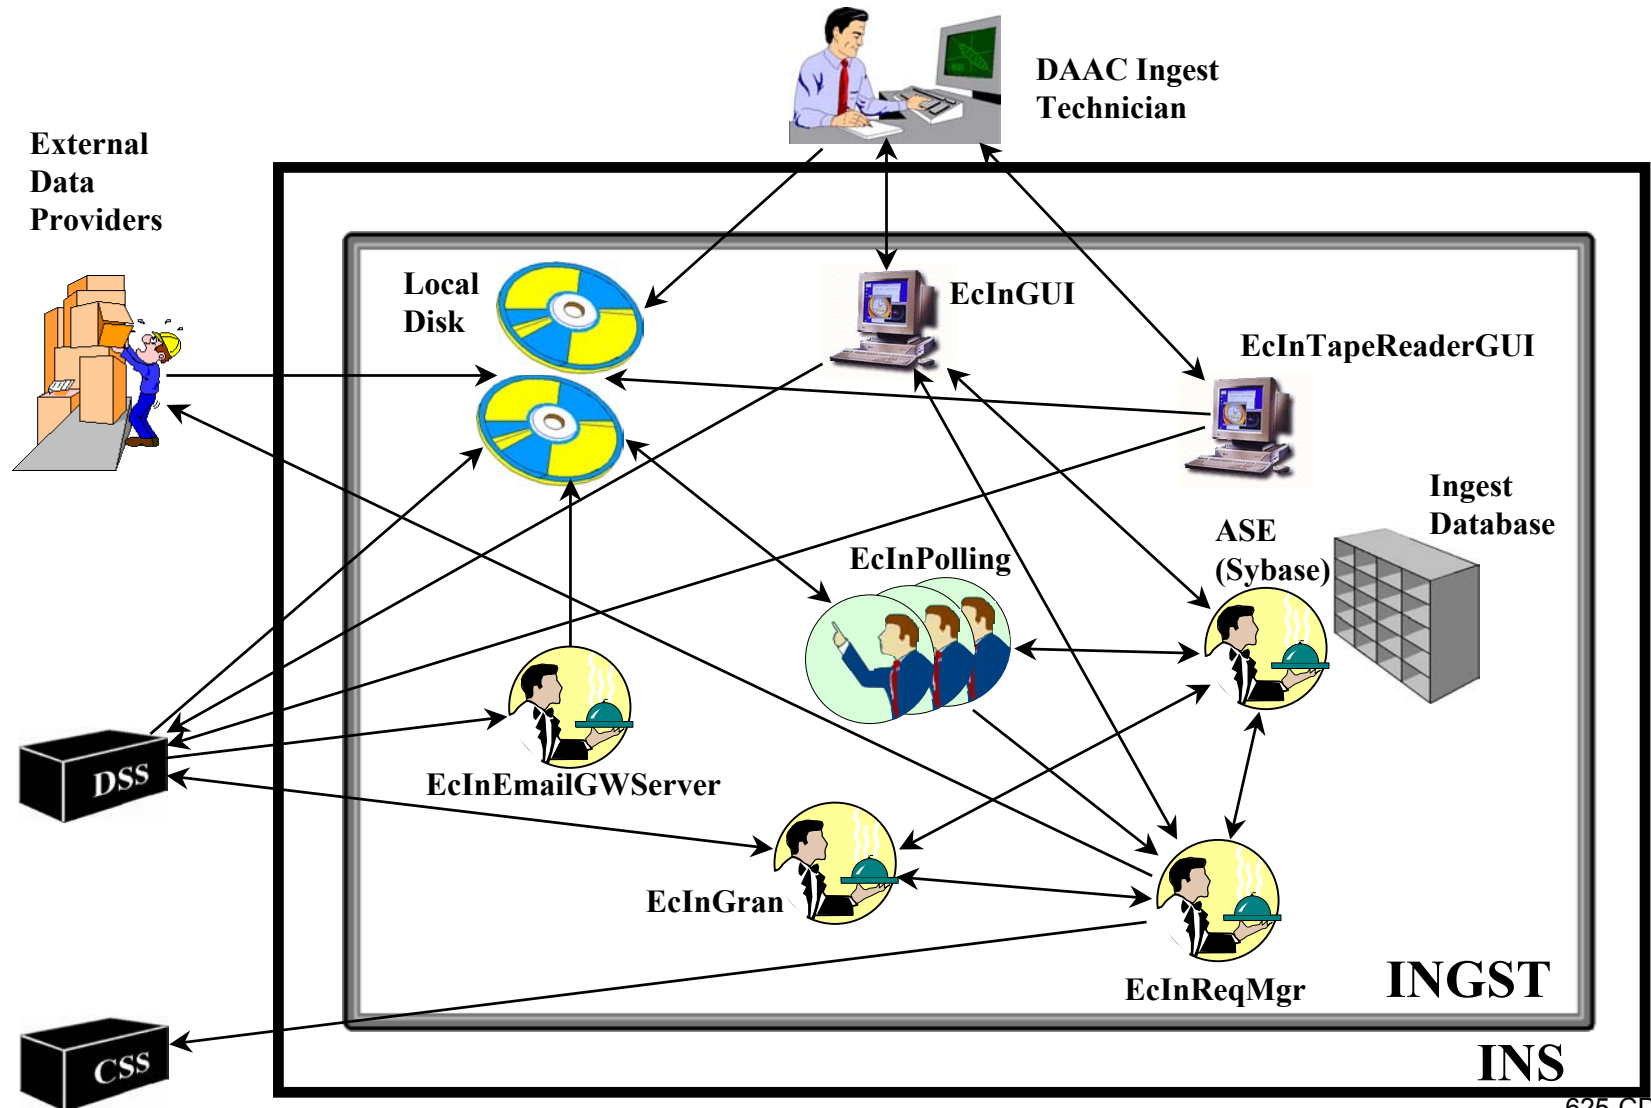 DAAC Ingest
Technician
External
Data
Providers
Local
Disk
EcInGUI
EcInTapeReaderGUI
Ingest
Database
ASE
(Sybase)
EcInPolling
DSS
EcInEmailGWServer
EcInGran
EcInReqMgr
INGST
CSS
INS